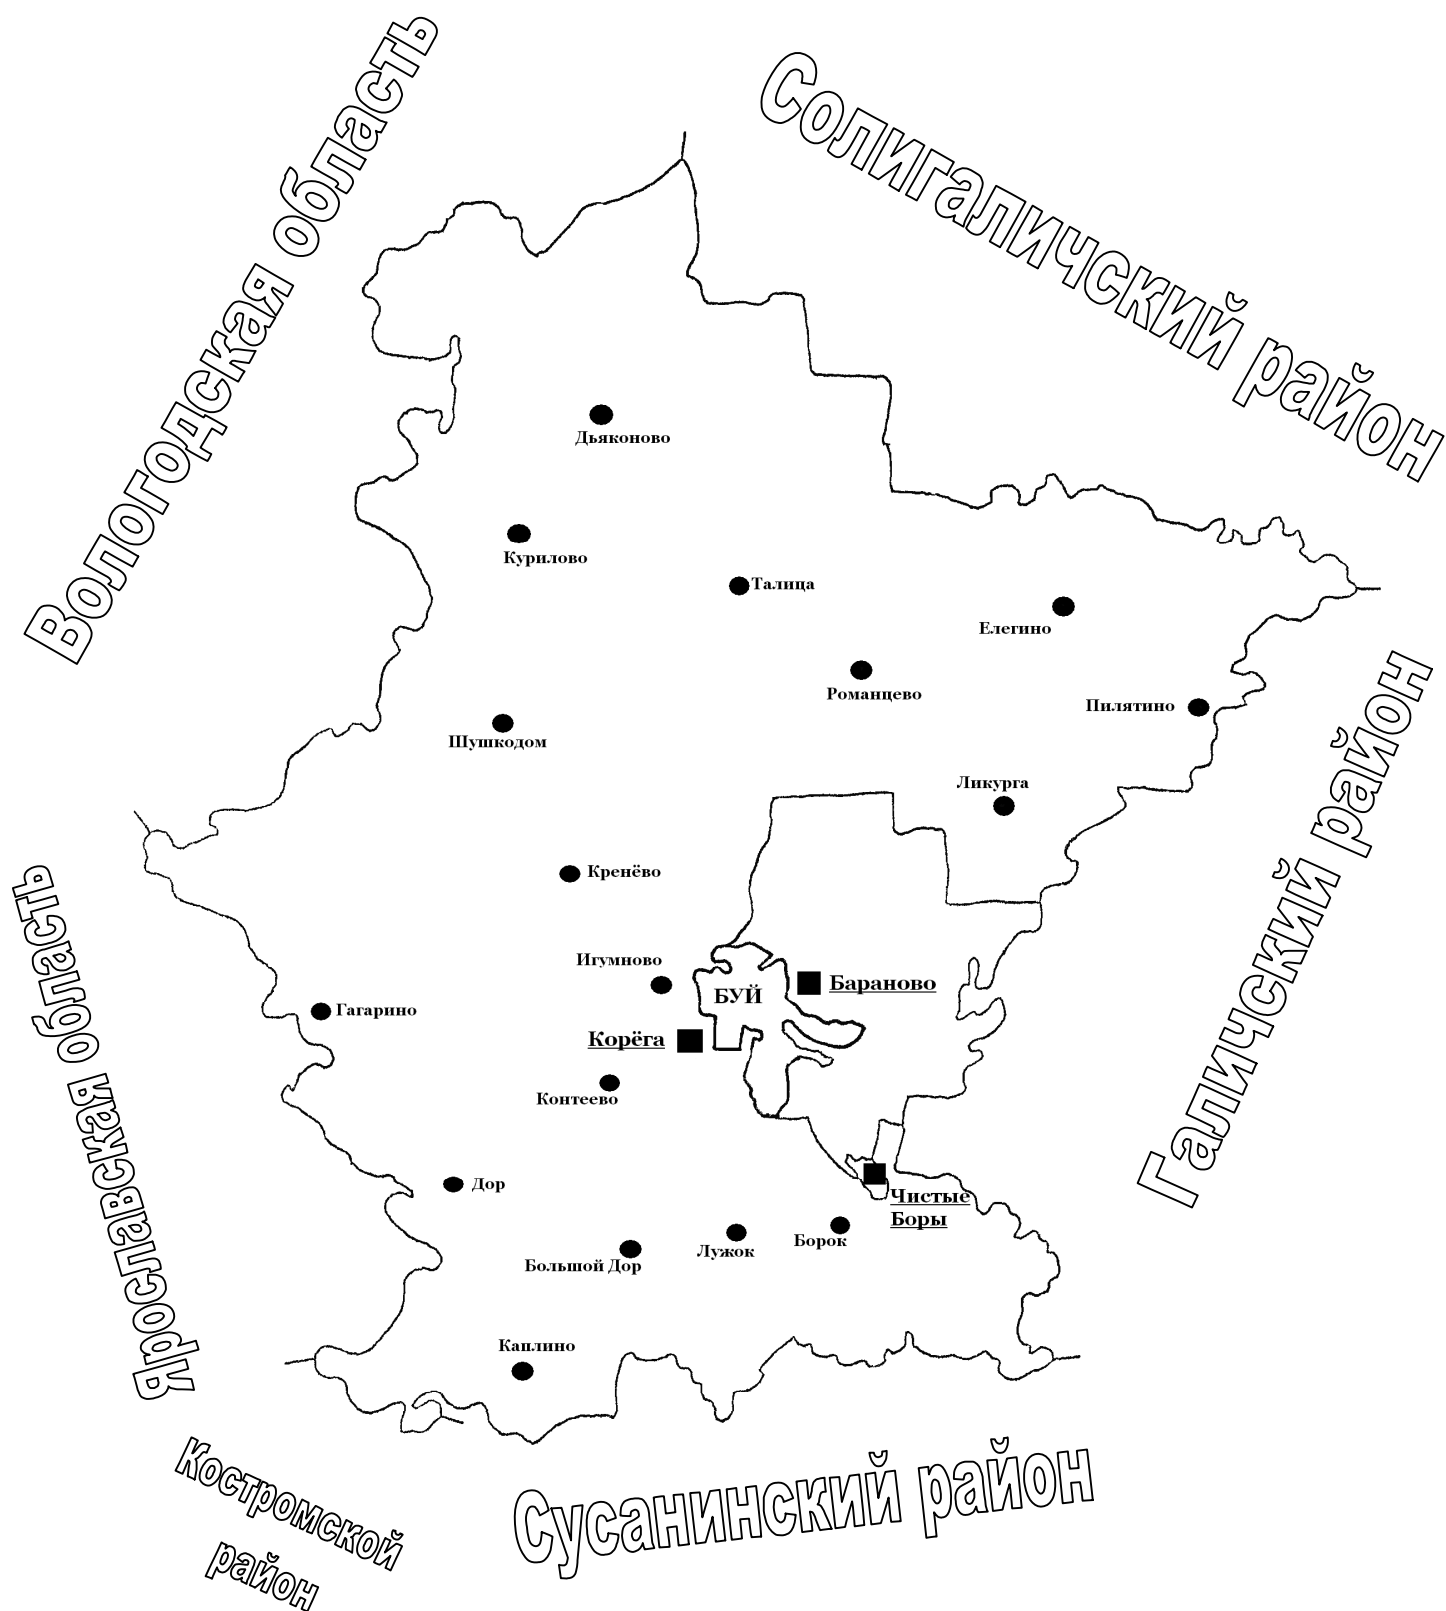 Вологодская область
Солигаличский район
Дьяконово
Курилово
Талица
Елегино
Романцево
Пилятино
Шушкодом
Ликурга
Галичский район
Кренёво
Ярославская область
Игумново
Бараново
БУЙ
Гагарино
Корёга
Контеево
Дор
Чистые
Боры
Борок
Лужок
Большой Дор
Каплино
Костромской
район
Сусанинский район